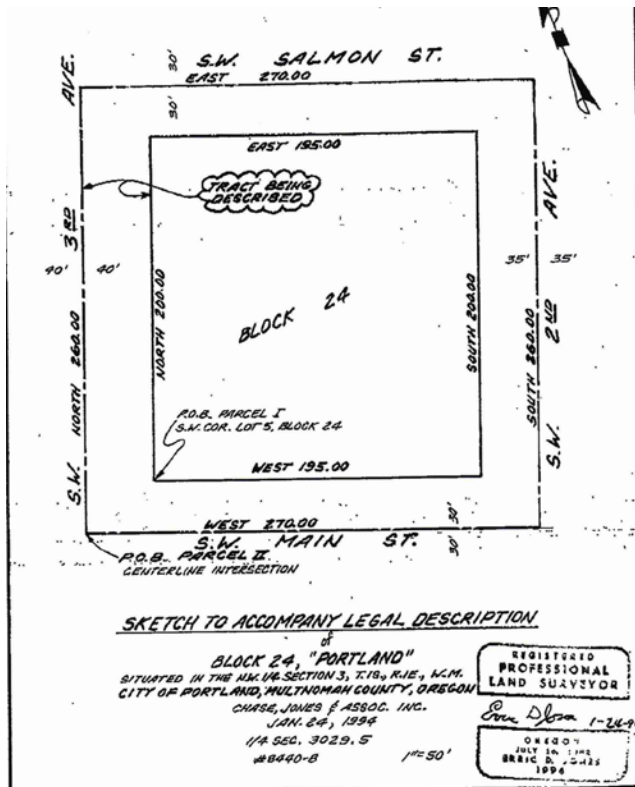 S.W. SALMON ST.
EAST 270.00
30'
30'
AVE.
3RD
S.W.
EAST 195.00
TRACT BEING
DESCRIBED
40'
40'
NORTH 260.00
NORTH 200.00
BLOCK 24
SOUTH 200.00
SOUTH 260.00
35'
35'
AVE.
2ND
S.W.
P.O.B. PARCEL I
S.W. COR. LOT 5, BLOCK 24
WEST 195.00
WEST 270.00
30'
30'
S.W. MAIN ST.
P.O.B. PARCEL II
CENTERLINE INTERSECTION
SKETCH TO ACCOMPANY LEGAL DESCRIPTION
of
BLOCK 24, "PORTLAND"
SITUATED IN THE N.W. 1/4 SECTION 3, T.1S., R.1E., W.M.
CITY OF PORTLAND, MULTNOMAH COUNTY, OREGON
CHASE, JONES & ASSOC. INC.
JAN. 24, 1994
1/4 SEC. 3029.5
#8440-B
1"=50'
REGISTERED
PROFESSIONAL
LAND SURVEYOR
OREGON
JULY
JONES
1994